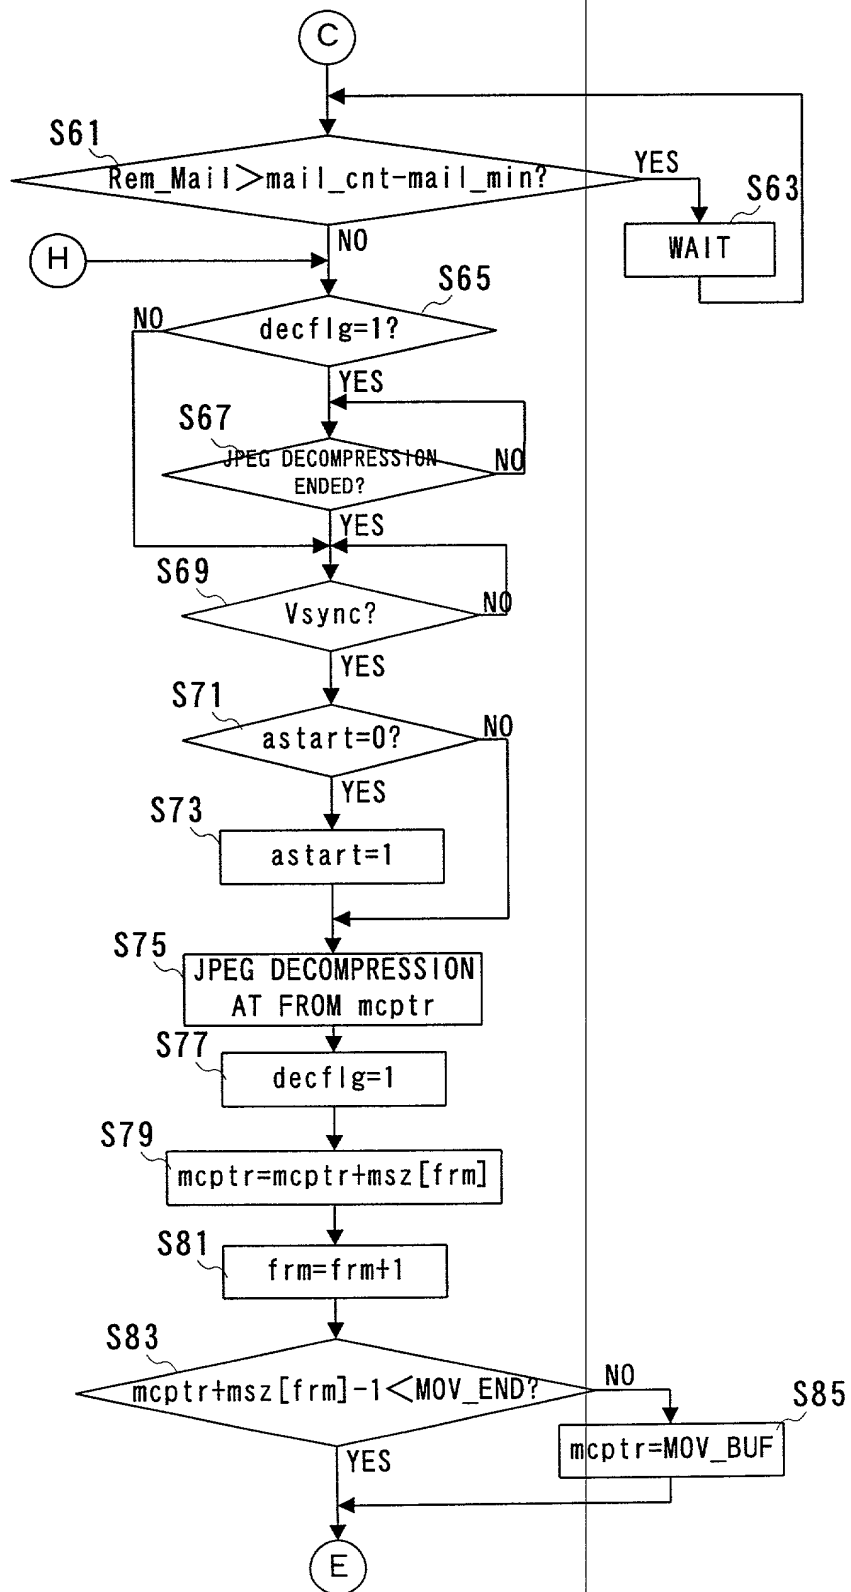 C
S61
Rem_Mail>mail_cnt-mail_min?
YES
S63
WAIT
NO
H
S65
decflg=1?
NO
YES
S67
JPEG DECOMPRESSION
ENDED?
NO
YES
S69
Vsync?
NO
YES
S71
astart=0?
NO
YES
S73
astart=1
S75
JPEG DECOMPRESSION
AT FROM mcptr
S77
decflg=1
S79
mcptr=mcptr+msz[frm]
S81
frm=frm+1
S83
mcptr+msz[frm]-1<MOV_END?
NO
S85
mcptr=MOV_BUF
YES
E